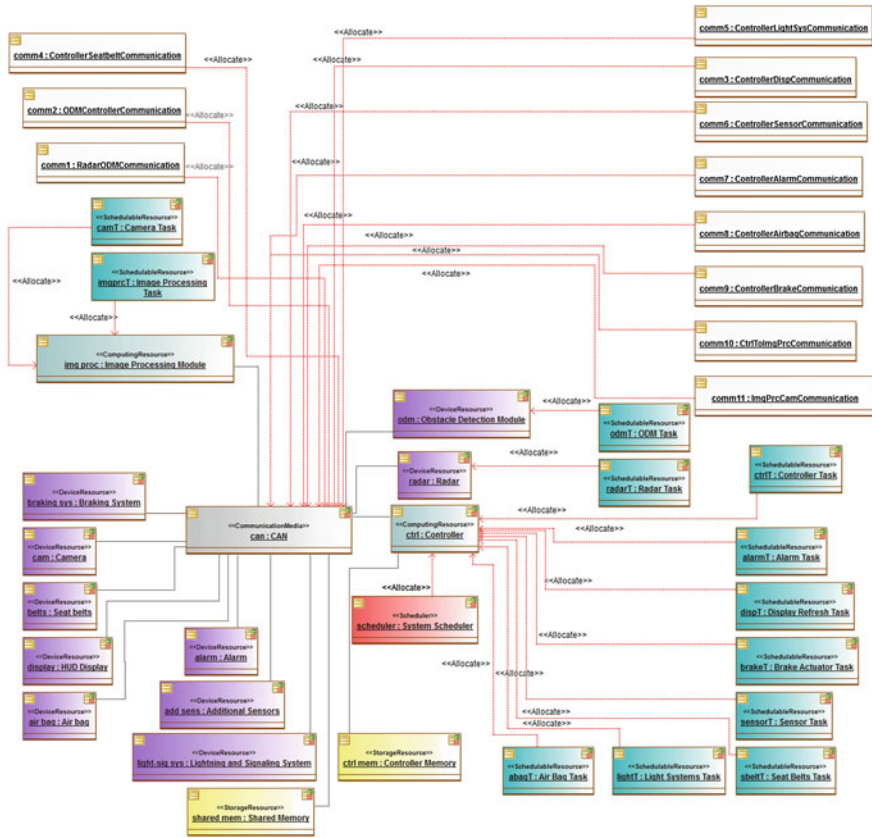 comm4 : ControllerSeatbeltCommunication
<<Allocate>>
comm2 : ODMControllerCommunication
<<Allocate>>
comm1 : RadarODMCommunication
<<Allocate>>
<<SchedulableResource>>
camT : Camera Task
<<Allocate>>
<<SchedulableResource>>
imgprcT : Image Processing
Task
<<Allocate>>
<<ComputingResource>>
img proc : Image Processing Module
comm5 : ControllerLightSysCommunication
<<Allocate>>
comm3 : ControllerDispCommunication
<<Allocate>>
comm6 : ControllerSensorCommunication
<<Allocate>>
comm7 : ControllerAlarmCommunication
<<Allocate>>
comm8 : ControllerAirbagCommunication
<<Allocate>>
comm9 : ControllerBrakeCommunication
<<Allocate>>
comm10 : CtrlToImgPrcCommunication
<<Allocate>>
comm11 : ImgPrcCamCommunication
<<Allocate>>
<<DeviceResource>>
odm : Obstacle Detection Module
<<Allocate>>
<<SchedulableResource>>
odmT : ODM Task
<<DeviceResource>>
radar : Radar
<<Allocate>>
<<SchedulableResource>>
radarT : Radar Task
<<SchedulableResource>>
ctrlT : Controller Task
<<DeviceResource>>
braking sys : Braking System
<<CommunicationMedia>>
can : CAN
<<ComputingResource>>
ctrl : Controller
<<Allocate>>
<<SchedulableResource>>
alarmT : Alarm Task
<<Allocate>>
<<DeviceResource>>
cam : Camera
<<DeviceResource>>
belts : Seat belts
<<Allocate>>
<<Allocate>>
<<SchedulableResource>>
dispT : Display Refresh Task
<<Scheduler>>
scheduler : System Scheduler
<<DeviceResource>>
display : HUD Display
<<DeviceResource>>
alarm : Alarm
<<Allocate>>
<<Allocate>>
<<SchedulableResource>>
brakeT : Brake Actuator Task
<<DeviceResource>>
air bag : Air bag
<<DeviceResource>>
add sens : Additional Sensors
<<Allocate>>
<<SchedulableResource>>
sensorT : Sensor Task
<<DeviceResource>>
light-sig sys : Lightning and Signaling System
<<StorageResource>>
ctrl mem : Controller Memory
<<Allocate>>
<<Allocate>>
<<SchedulableResource>>
abagT : Air Bag Task
<<SchedulableResource>>
lightT : Light Systems Task
<<SchedulableResource>>
sbeltT : Seat Belts Task
<<StorageResource>>
shared mem : Shared Memory